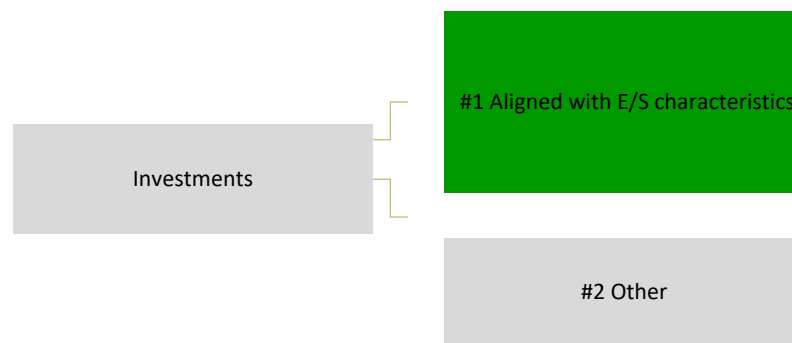 #1 Aligned with E/S characteristics
Investments
#2 Other